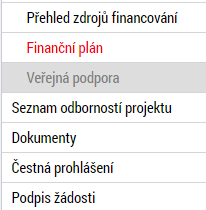 Přehled zdrojů financování
Finanční plán
Veřejná podpora
Seznam odborností projektu
Dokumenty
Čestná prohlášení
Podpis žádosti